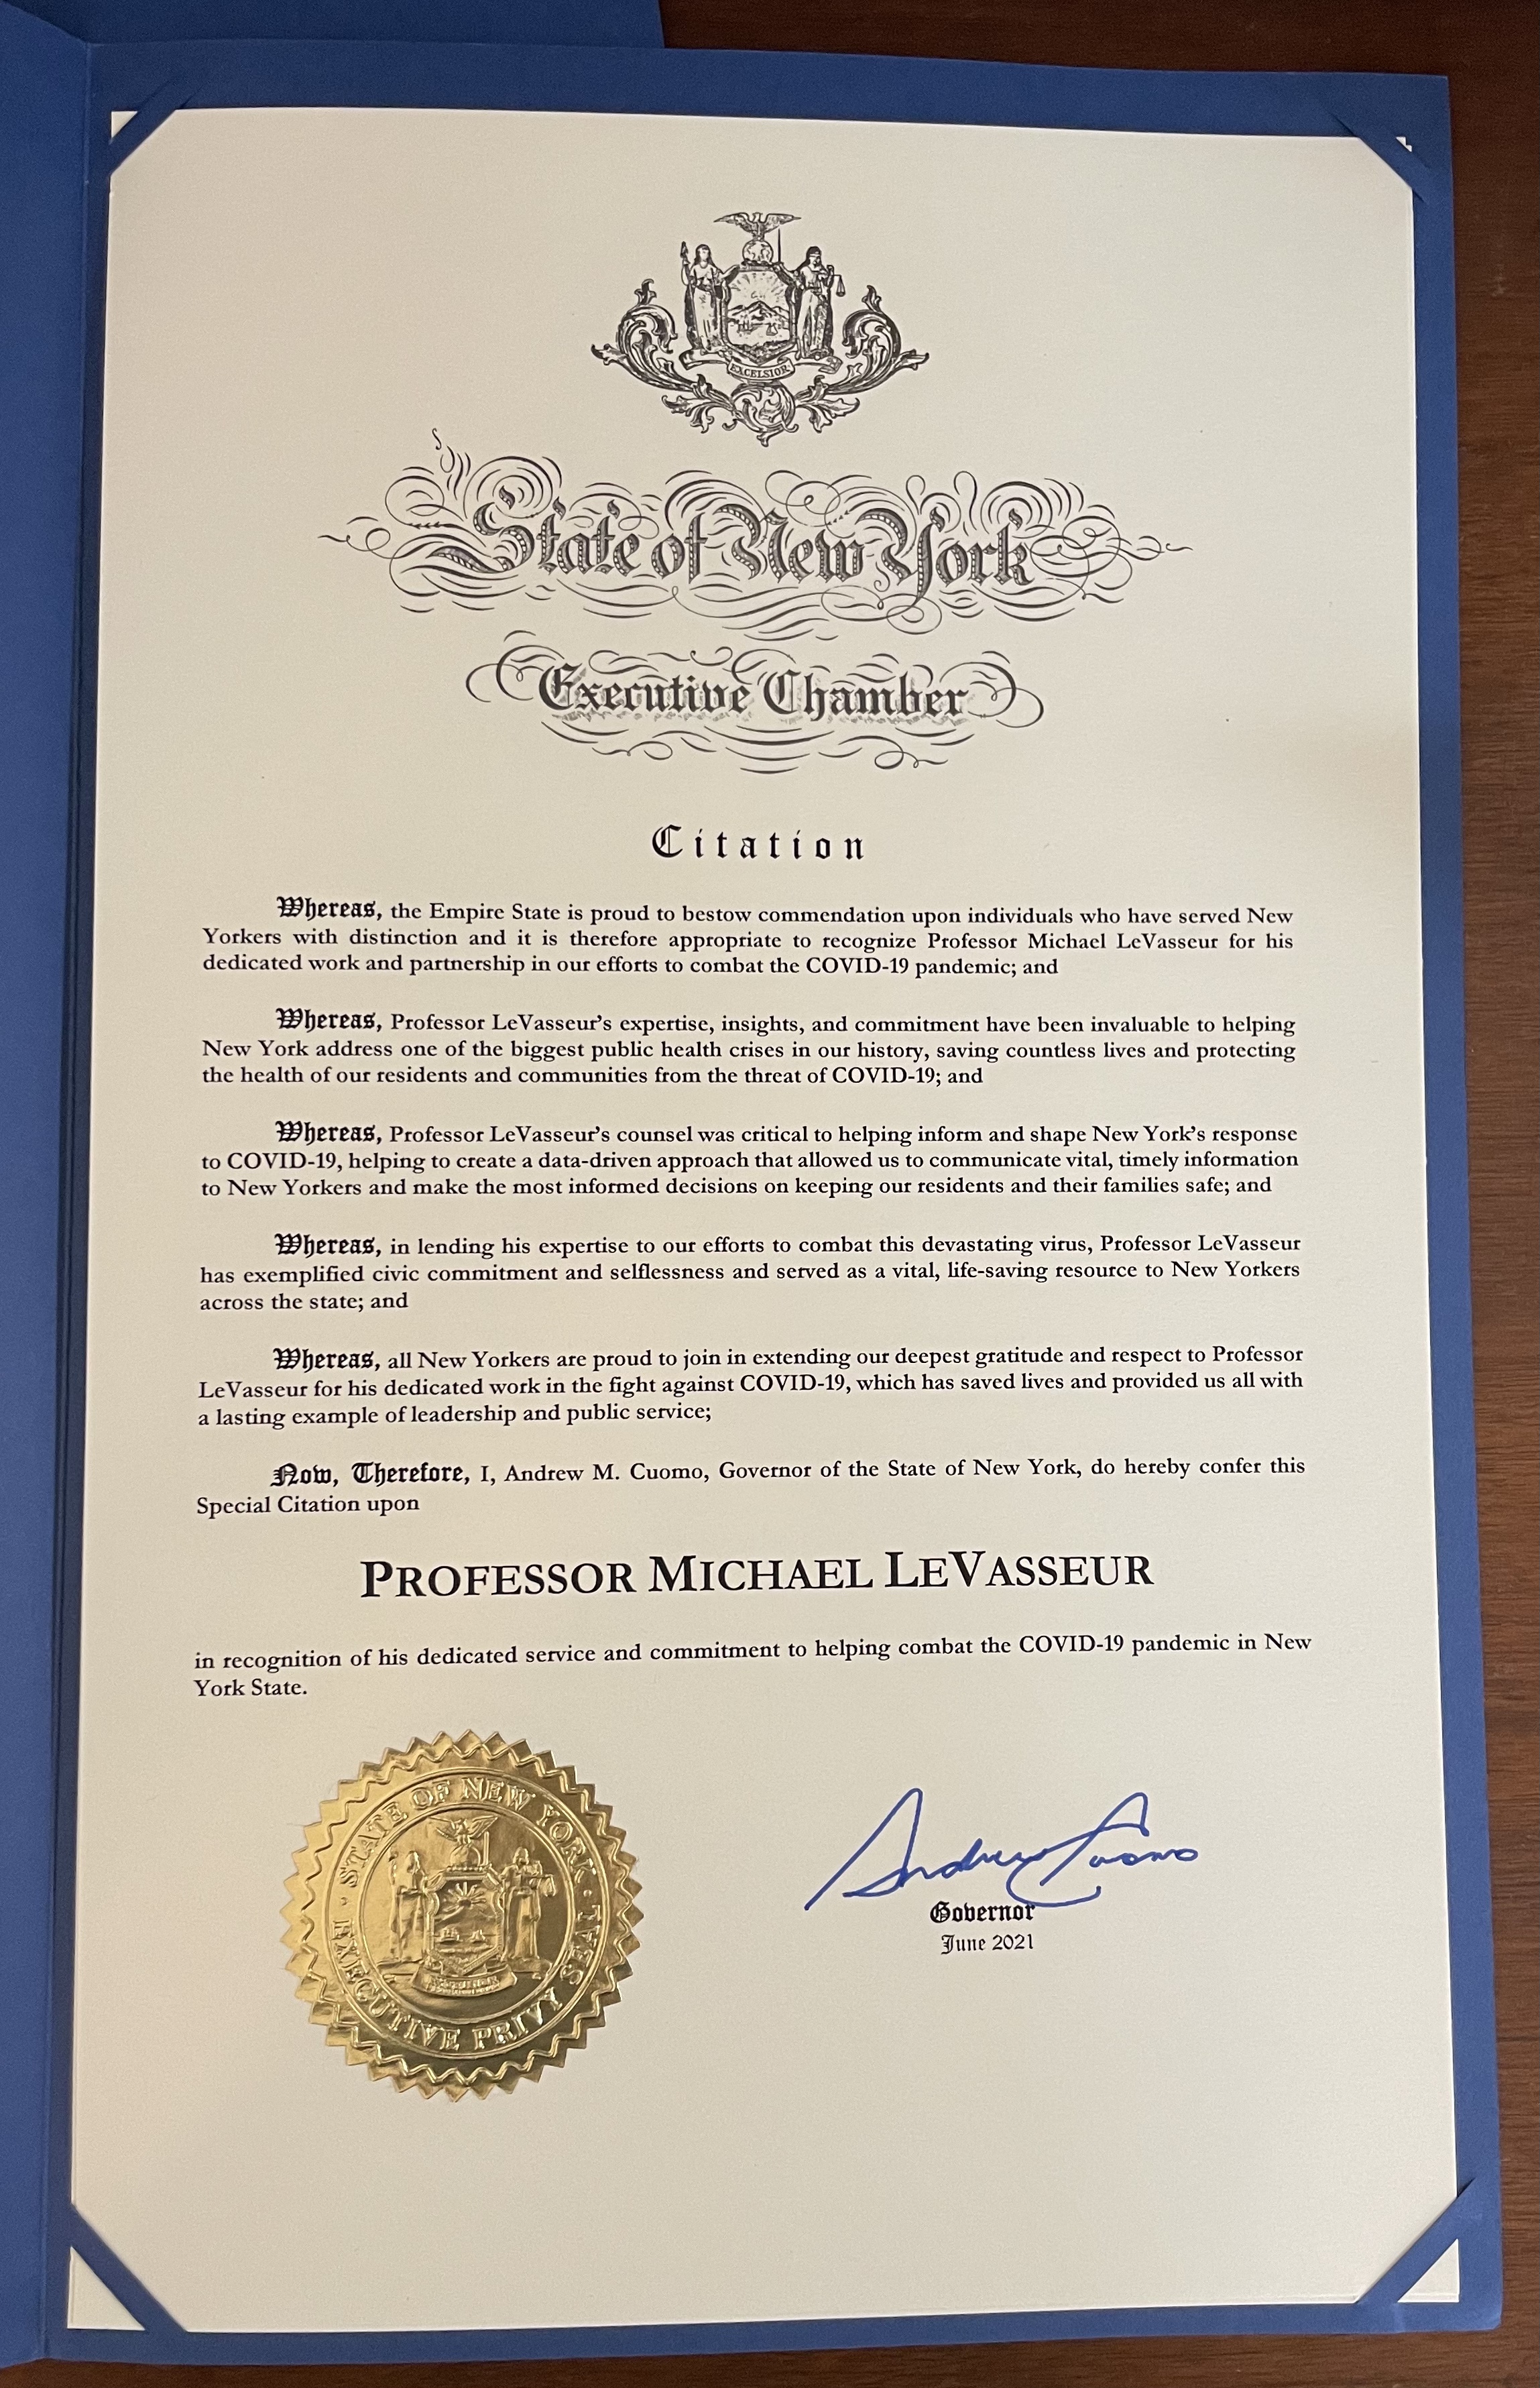 EXCELSIOR
State of New York
Executive Chamber
Citation
Whereas, the Empire State is proud to bestow commendation upon individuals who have served New
Yorkers with distinction and it is therefore appropriate to recognize Professor Michael LeVasseur for his
dedicated work and partnership in our efforts to combat the COVID-19 pandemic; and
Whereas, Professor LeVasseur's expertise, insights, and commitment have been invaluable to helping
New York address one of the biggest public health crises in our history, saving countless lives and protecting
the health of our residents and communities from the threat of COVID-19; and
Whereas, Professor LeVasseur's counsel was critical to helping inform and shape New York's response
to COVID-19, helping to create a data-driven approach that allowed us to communicate vital, timely information
to New Yorkers and make the most informed decisions on keeping our residents and their families safe; and
Whereas, in lending his expertise to our efforts to combat this devastating virus, Professor LeVasseur
has exemplified civic commitment and selflessness and served as a vital, life-saving resource to New Yorkers
across the state; and
Whereas, all New Yorkers are proud to join in extending our deepest gratitude and respect to Professor
LeVasseur for his dedicated work in the fight against COVID-19, which has saved lives and provided us all with
a lasting example of leadership and public service;
Now, Therefore, I, Andrew M. Cuomo, Governor of the State of New York, do hereby confer this
Special Citation upon
PROFESSOR MICHAEL LEVASSEUR
in recognition of his dedicated service and commitment to helping combat the COVID-19 pandemic in New
York State.
STATE OF NEW YORK
EXECUTIVE PRIVY SEAL
EXCELSIOR
Andrew Cuomo
Governor
June 2021